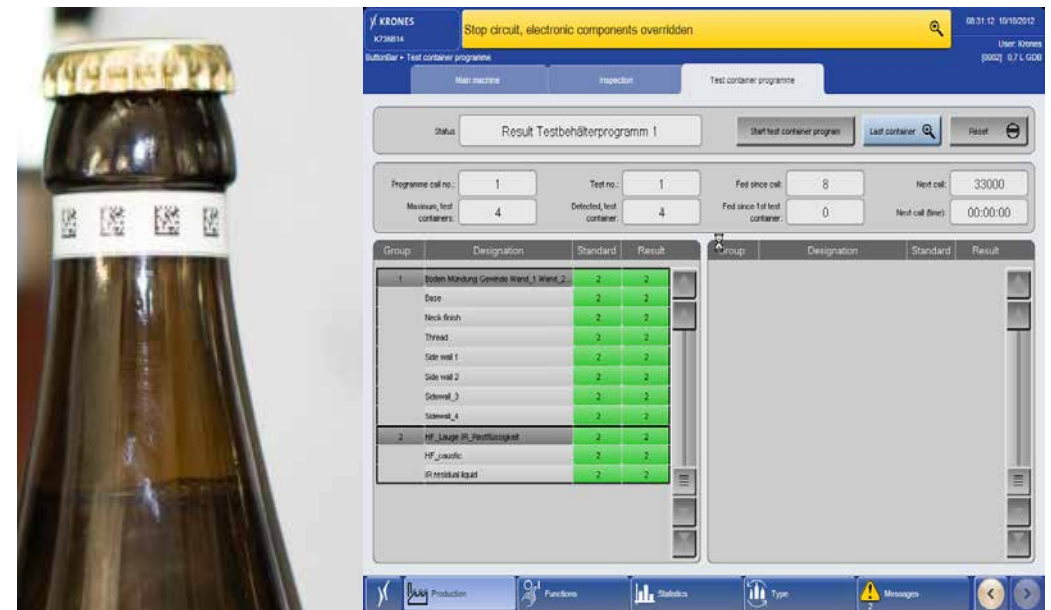 KRONES
K736B14
Stop circuit, electronic components overridden
08:31:12 10/10/2012
User: Krones
[0002] 0,7 L GDB
ButtonBar ▸ Test container programme
Main machine
Inspection
Test container programme
Status
Result Testbehälterprogramm 1
Start test container program
Last container
Reset
Programme call no.: 1
Test no.: 1
Fed since call: 8
Next call: 33000
Maximum, test containers: 4
Detected, test container: 4
Fed since 1st test container: 0
Next call (time): 00:00:00
Group Designation Standard Result
Group Designation Standard Result
1 Boden Mündung Gewinde Wand_1 Wand_2... 2 2
Base 2 2
Neck finish 2 2
Thread 2 2
Side wall 1 2 2
Side wall 2 2 2
Sidewall_3 2 2
Sidewall_4 2 2
2 HF_Lauge IR_Restflüssigkeit 2 2
HF_caustic 2 2
IR residual liquid 2 2
Production
Functions
Statistics
Type
Messages
2